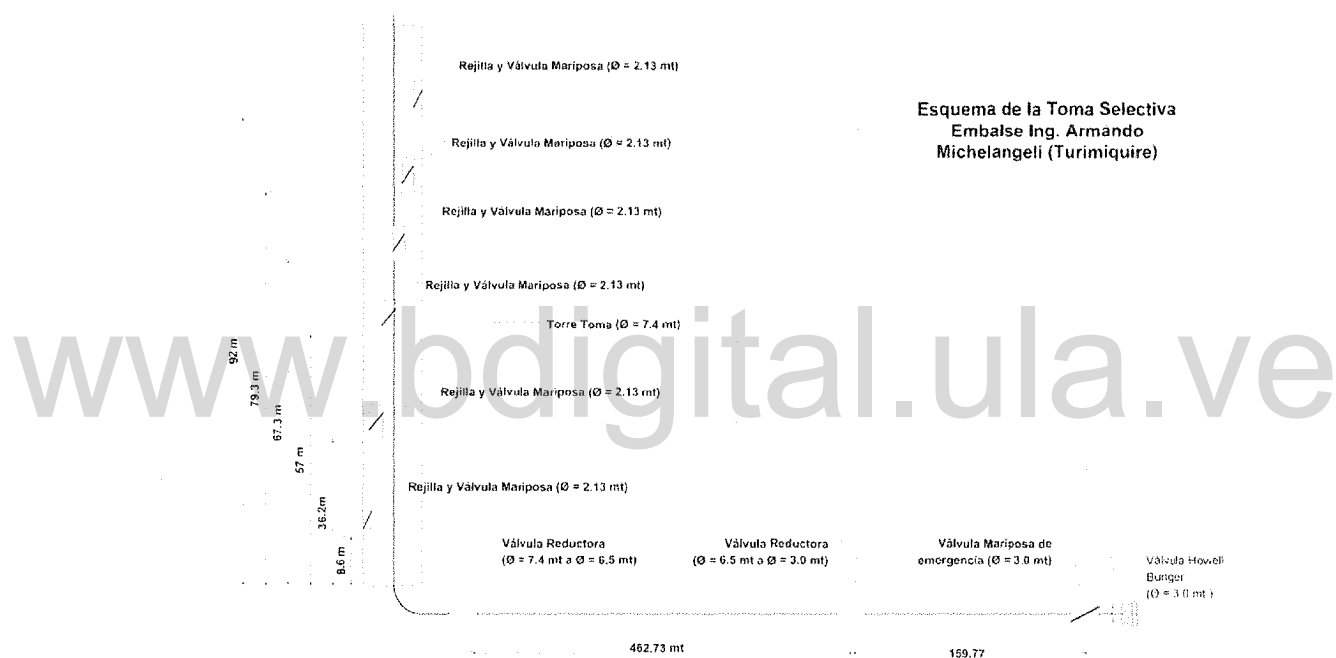 Rejilla y Válvula Mariposa (Ø = 2.13 mt)
Esquema de la Toma Selectiva
Embalse Ing. Armando
Michelangeli (Turimiquire)
Rejilla y Válvula Mariposa (Ø = 2.13 mt)
Rejilla y Válvula Mariposa (Ø = 2.13 mt)
Rejilla y Válvula Mariposa (Ø = 2.13 mt)
Torre Toma (Ø = 7.4 mt)
www.bdigital.ula.ve
92 m
79.3 m
67.3 m
57 m
36.2m
8.6 m
Rejilla y Válvula Mariposa (Ø = 2.13 mt)
Rejilla y Válvula Mariposa (Ø = 2.13 mt)
Válvula Reductora
(Ø = 7.4 mt a Ø = 6.5 mt)
Válvula Reductora
(Ø = 6.5 mt a Ø = 3.0 mt)
Válvula Mariposa de
emergencia (Ø = 3.0 mt)
Válvula Howell
Bunger
(Ø = 3.0 mt )
462.73 mt
159.77